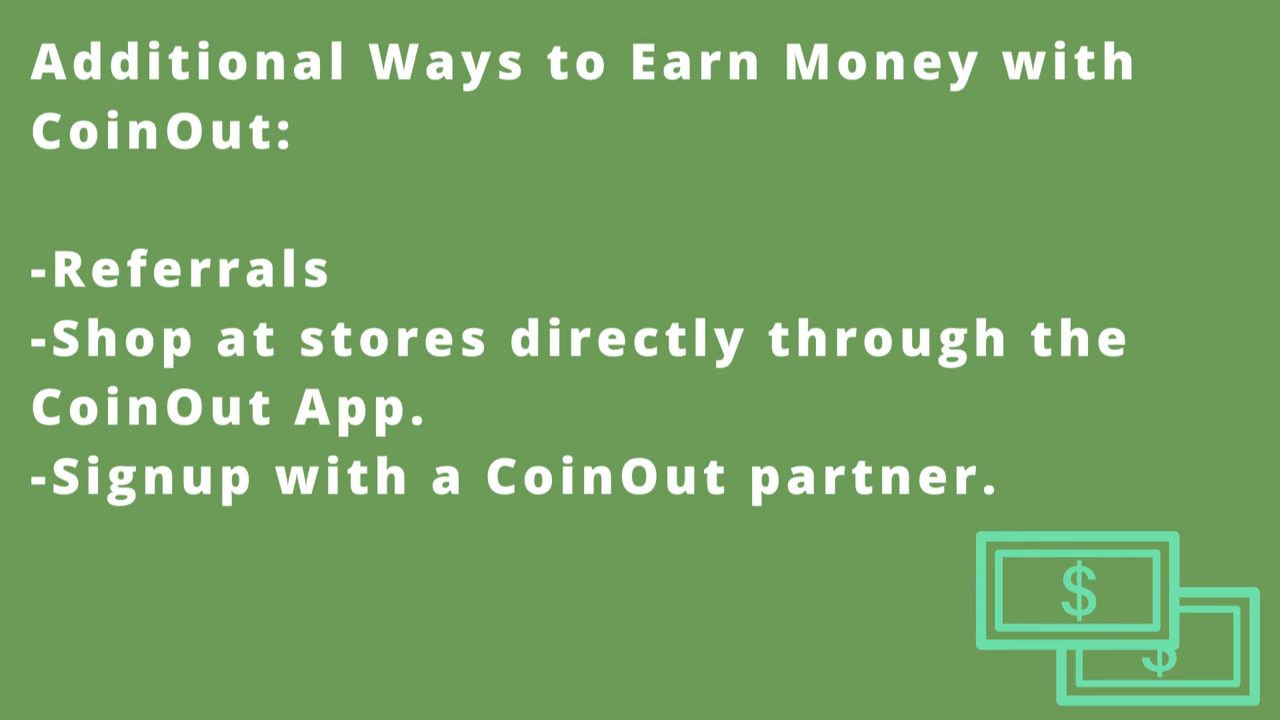 Additional Ways to Earn Money with
CoinOut:
-Referrals
-Shop at stores directly through the
CoinOut App.
-Signup with a CoinOut partner.
$
$